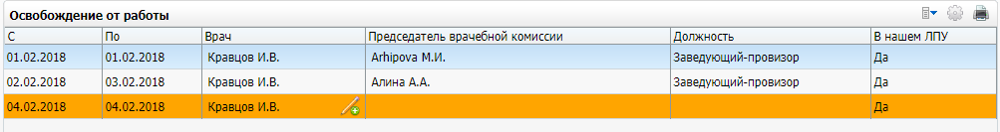 Освобождение от работы
С По Врач Председатель врачебной комиссии Должность В нашем ЛПУ
01.02.2018 01.02.2018 Кравцов И.В. Arhipova М.И. Заведующий-провизор Да
02.02.2018 03.02.2018 Кравцов И.В. Алина А.А. Заведующий-провизор Да
04.02.2018 04.02.2018 Кравцов И.В. Да